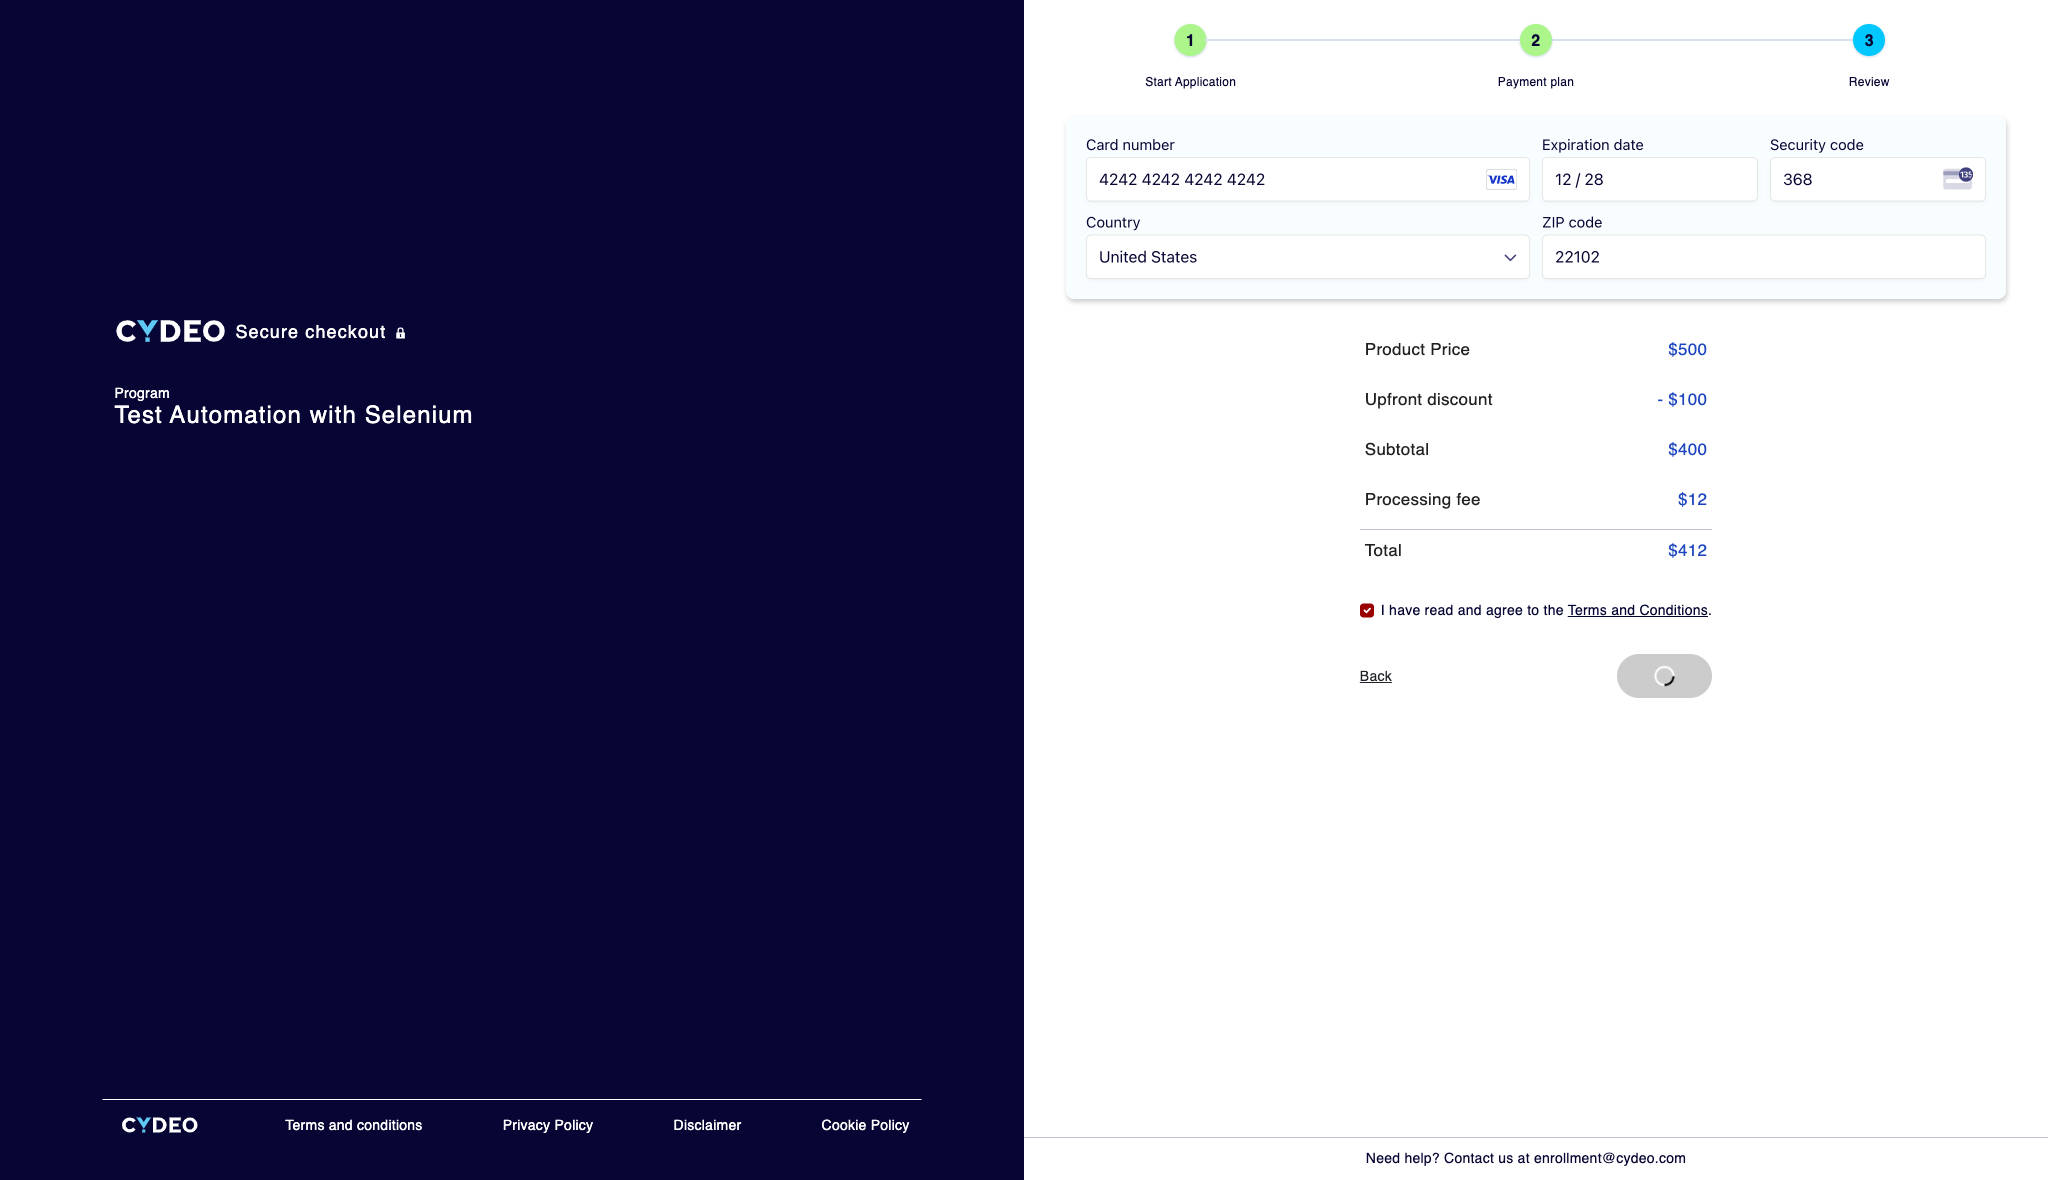 CYDEO Secure checkout
Program
Test Automation with Selenium
CYDEO
Terms and conditions
Privacy Policy
Disclaimer
Cookie Policy
1
2
3
Start Application
Payment plan
Review
Card number
Expiration date
Security code
4242 4242 4242 4242
VISA
12 / 28
368
135
Country
ZIP code
United States
22102
Product Price $500
Upfront discount - $100
Subtotal $400
Processing fee $12
Total $412
I have read and agree to the Terms and Conditions.
Back
Need help? Contact us at enrollment@cydeo.com